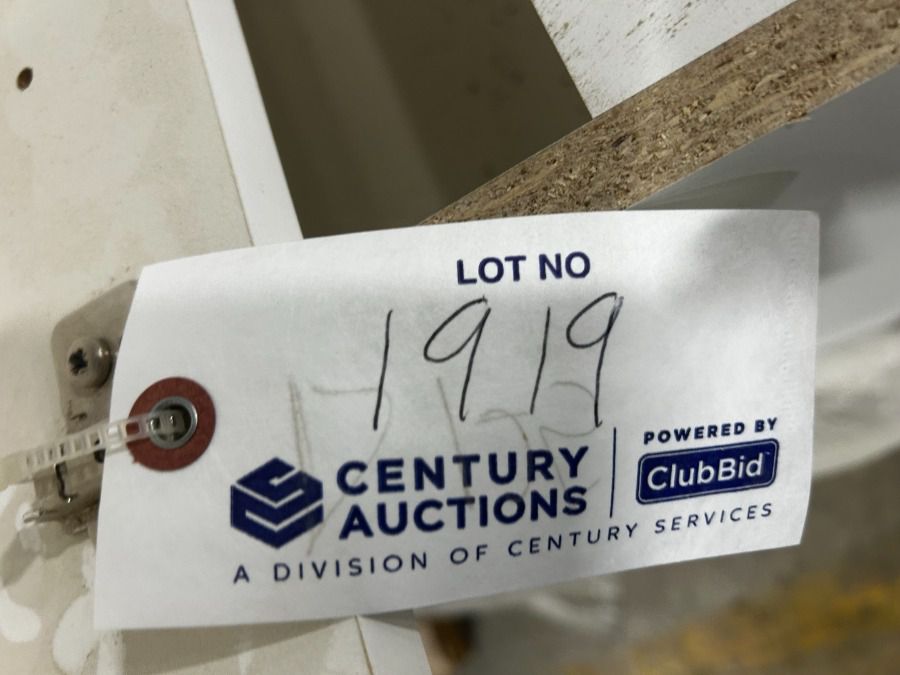 LOT NO
1919
CENTURY
AUCTIONS
A DIVISION OF CENTURY SERVICES
POWERED BY
ClubBid